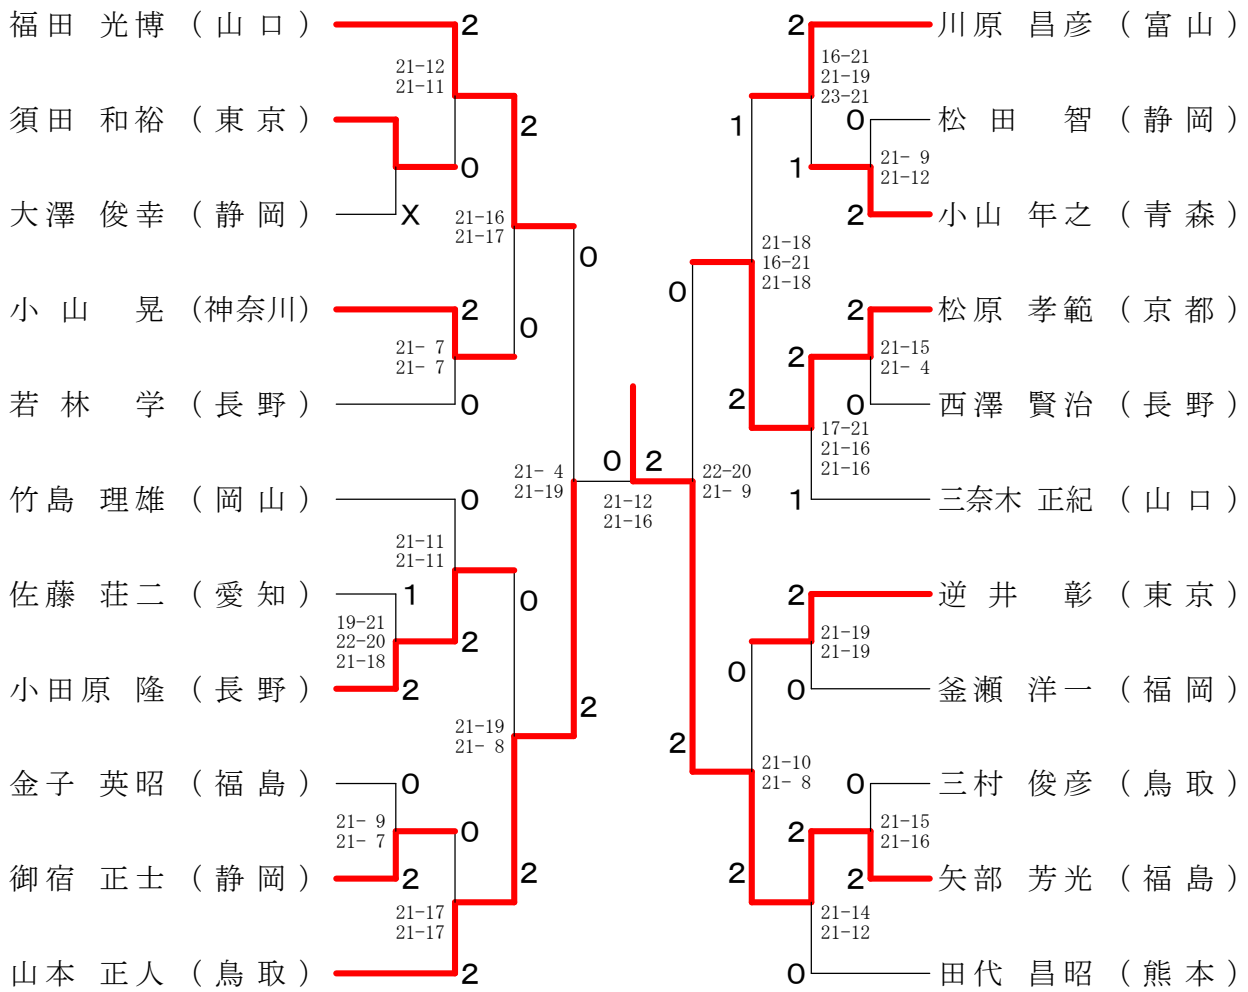 福田 光博 (山口) 2
21-12
21-11
須田 和裕 (東京)
2
0
大澤 俊幸 (静岡) X
21-16
21-17
0
小山 晃 (神奈川) 2
0
21- 7
21- 7
若林 学 (長野) 0
21- 4
21-19
竹島 理雄 (岡山) 0
21-11
21-11
佐藤 荘二 (愛知) 1
0
19-21
22-20
21-18
2
小田原 隆 (長野) 2
2
21-19
21- 8
金子 英昭 (福島) 0
21- 9
21- 7
0
御宿 正士 (静岡) 2
2
21-17
21-17
山本 正人 (鳥取) 2
0 2
21-12
21-16
2 川原 昌彦 (富山)
16-21
21-19
23-21
1
0 松田 智 (静岡)
21- 9
21-12
1
2 小山 年之 (青森)
21-18
16-21
21-18
0
2 松原 孝範 (京都)
21-15
21- 4
2
2
0 西澤 賢治 (長野)
17-21
21-16
21-16
22-20
21- 9
1 三奈木 正紀 (山口)
2 逆井 彰 (東京)
21-19
21-19
0
0 釜瀬 洋一 (福岡)
2
21-10
21- 8
0 三村 俊彦 (鳥取)
21-15
21-16
2
2
2 矢部 芳光 (福島)
21-14
21-12
0 田代 昌昭 (熊本)